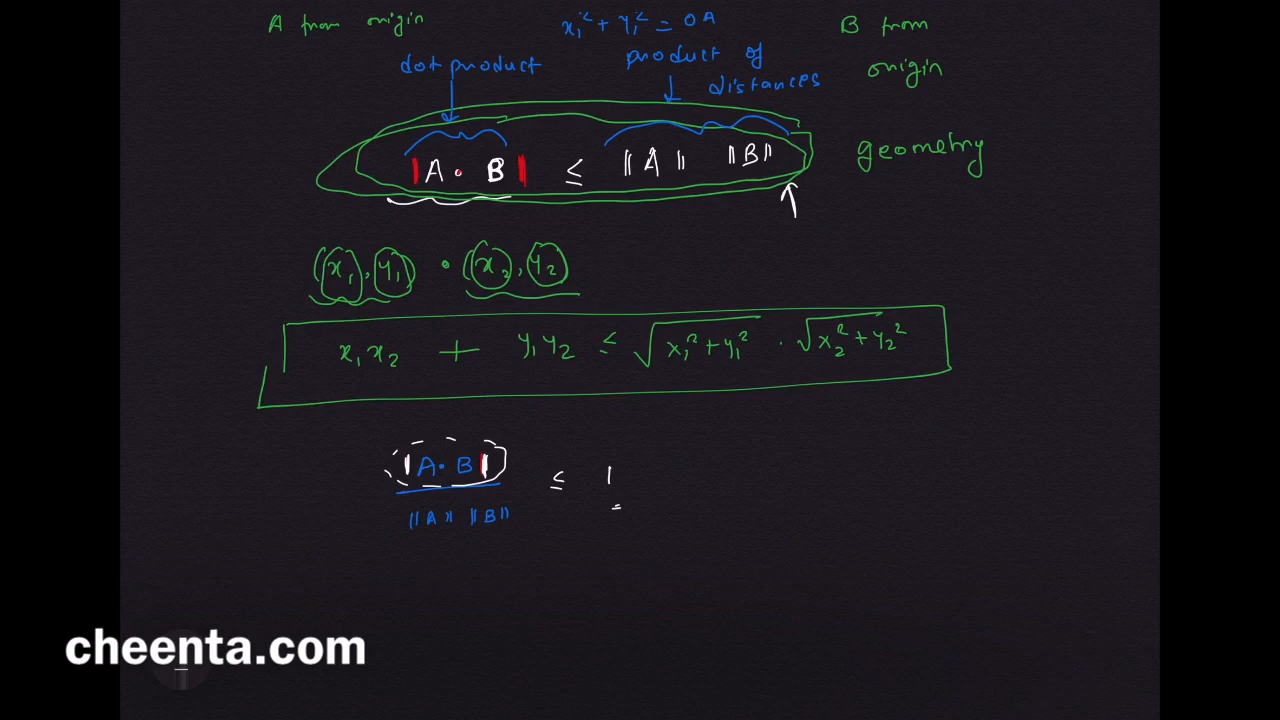 A from origin
x₁² + y₁² = OA
B from origin
dot product
product of distances
|A · B| ≤ ‖A‖ ‖B‖
geometry
(x₁, y₁) · (x₂, y₂)
x₁x₂ + y₁y₂ ≤ √x₁²+y₁² · √x₂²+y₂²
|A · B|
‖A‖ ‖B‖
≤ 1
cheenta.com